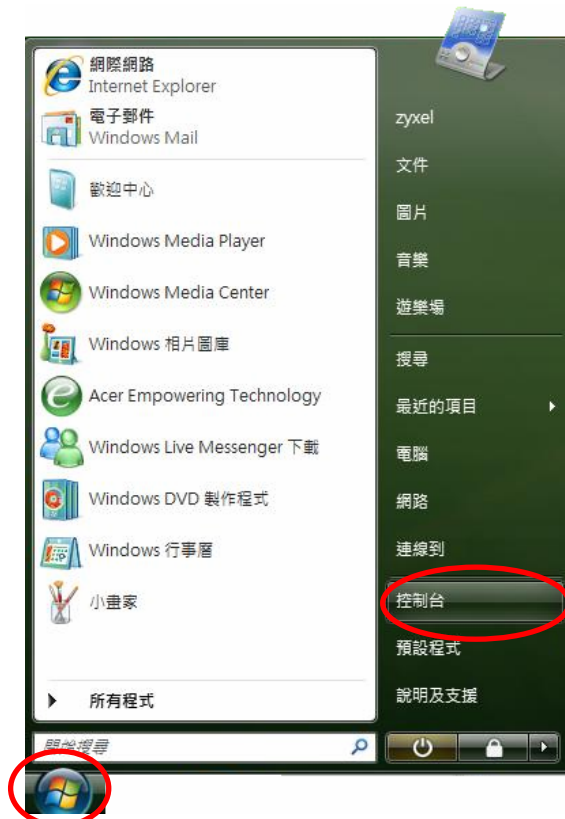 網際網路
Internet Explorer
電子郵件
Windows Mail
歡迎中心
Windows Media Player
Windows Media Center
Windows 相片圖庫
Acer Empowering Technology
Windows Live Messenger 下載
Windows DVD 製作程式
Windows 行事曆
小畫家
所有程式
開始搜尋
zyxel
文件
圖片
音樂
遊樂場
搜尋
最近的項目
電腦
網路
連線到
控制台
預設程式
說明及支援